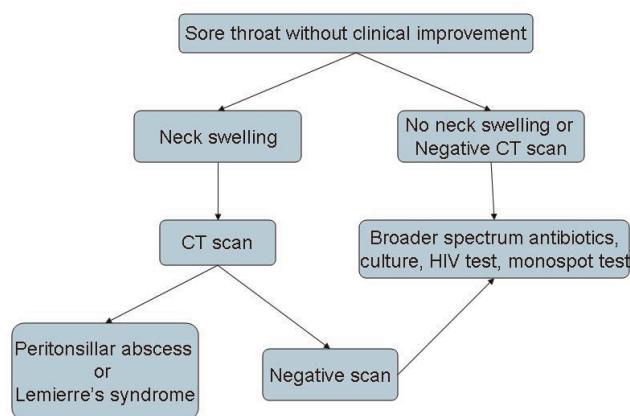 Sore throat without clinical improvement
Neck swelling
No neck swelling or
Negative CT scan
CT scan
Broader spectrum antibiotics,
culture, HIV test, monospot test
Peritonsillar abscess
or
Lemierre's syndrome
Negative scan